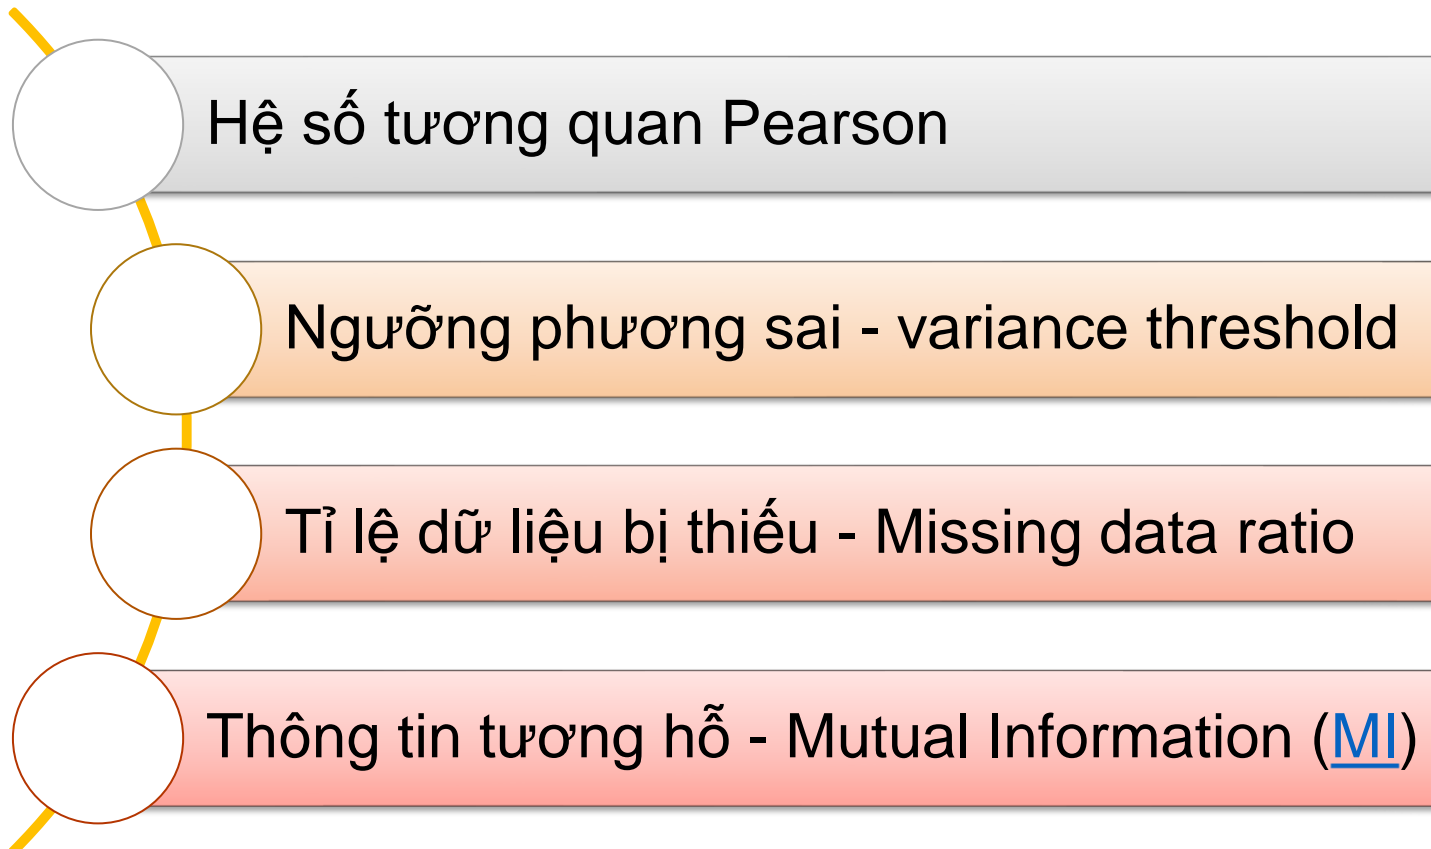 Hệ số tương quan Pearson
Ngưỡng phương sai - variance threshold
Tỉ lệ dữ liệu bị thiếu - Missing data ratio
Thông tin tương hỗ - Mutual Information (MI)